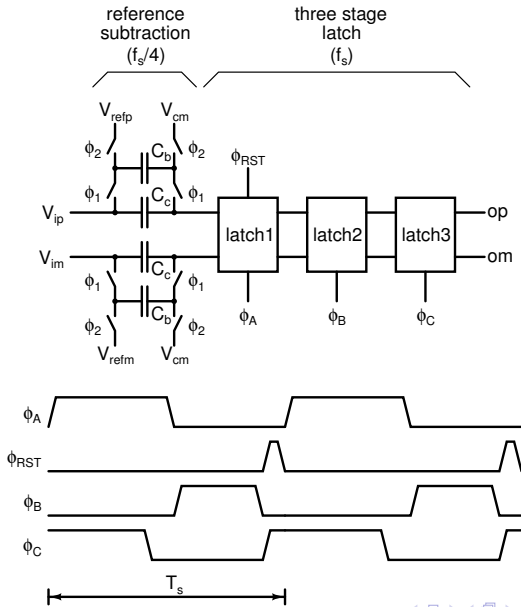 reference subtraction (fs/4)
three stage latch (fs)
Vrefp Vcm
ϕ2 Cb ϕ2
ϕRST
ϕ1 Cc ϕ1
Vip op
latch1 latch2 latch3
Vim om
Cc
ϕ1 ϕ1
Cb
ϕA ϕB ϕC
ϕ2 ϕ2
Vrefm Vcm
ϕA
ϕRST
ϕB
ϕC
Ts